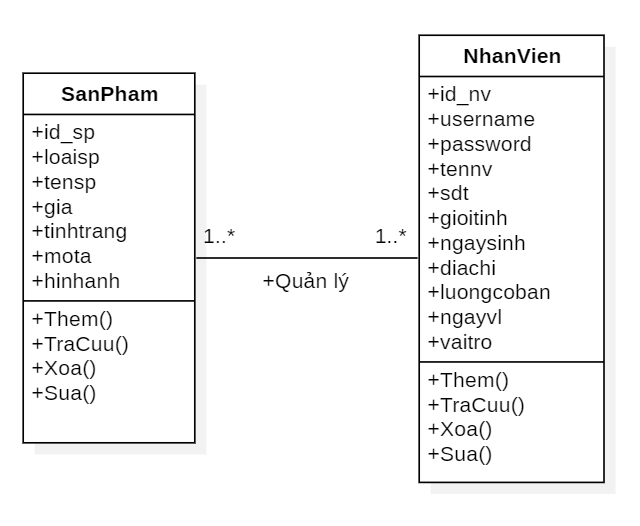 SanPham
+id_sp
+loaisp
+tensp
+gia
+tinhtrang
+mota
+hinhanh
+Them()
+TraCuu()
+Xoa()
+Sua()
1..*
1..*
+Quản lý
NhanVien
+id_nv
+username
+password
+tennv
+sdt
+gioitinh
+ngaysinh
+diachi
+luongcoban
+ngayvl
+vaitro
+Them()
+TraCuu()
+Xoa()
+Sua()